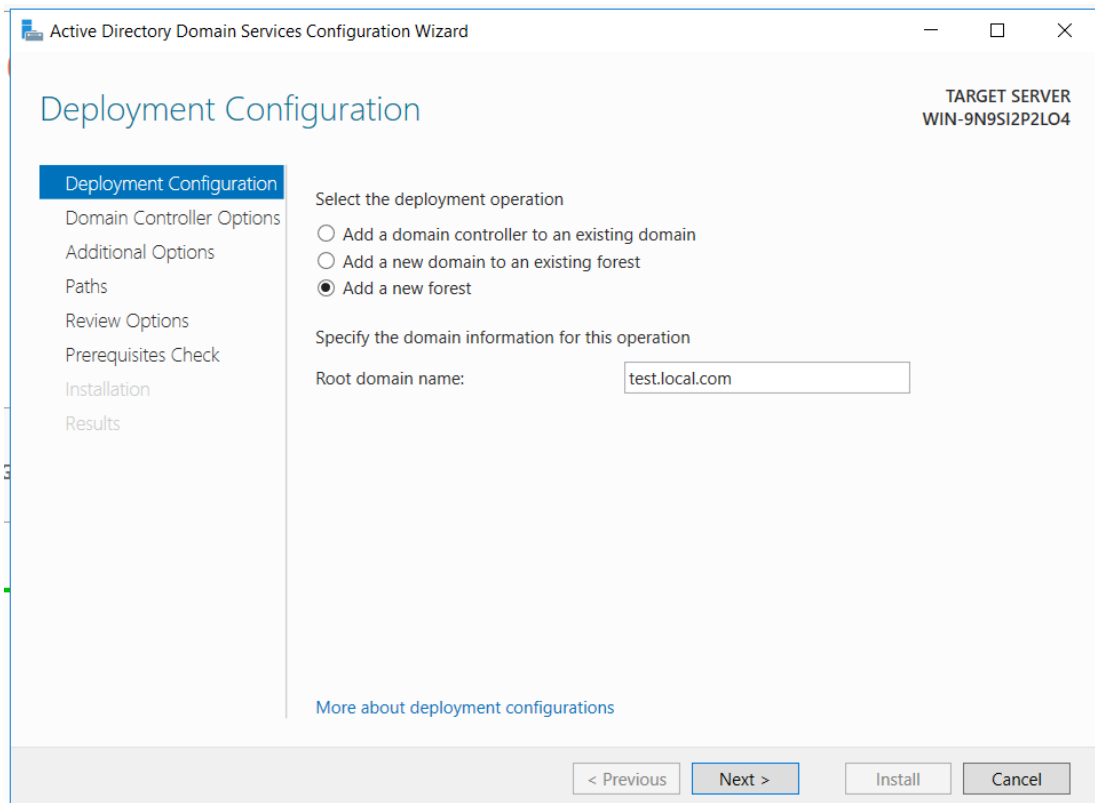 Active Directory Domain Services Configuration Wizard
Deployment Configuration
TARGET SERVER
WIN-9N9SI2P2LO4
Deployment Configuration
Domain Controller Options
Additional Options
Paths
Review Options
Prerequisites Check
Installation
Results
Select the deployment operation
Add a domain controller to an existing domain
Add a new domain to an existing forest
Add a new forest
Specify the domain information for this operation
Root domain name: test.local.com
More about deployment configurations
< Previous Next > Install Cancel